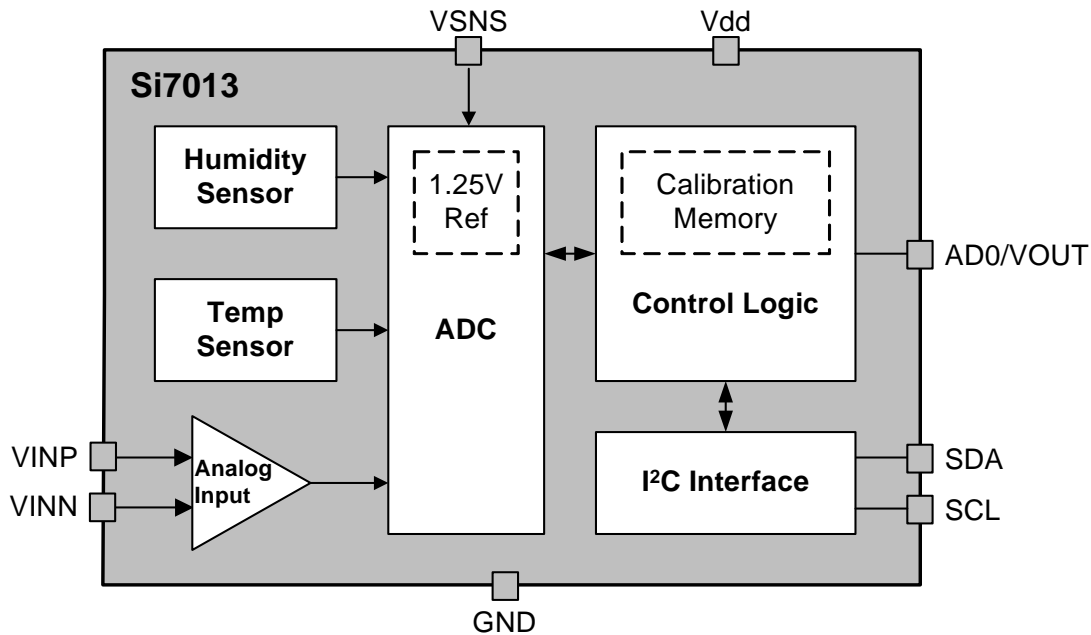 VSNS
Vdd
Si7013
Humidity
Sensor
1.25V
Ref
Calibration
Memory
AD0/VOUT
Temp
Sensor
ADC
Control Logic
VINP
VINN
Analog
Input
I²C Interface
SDA
SCL
GND